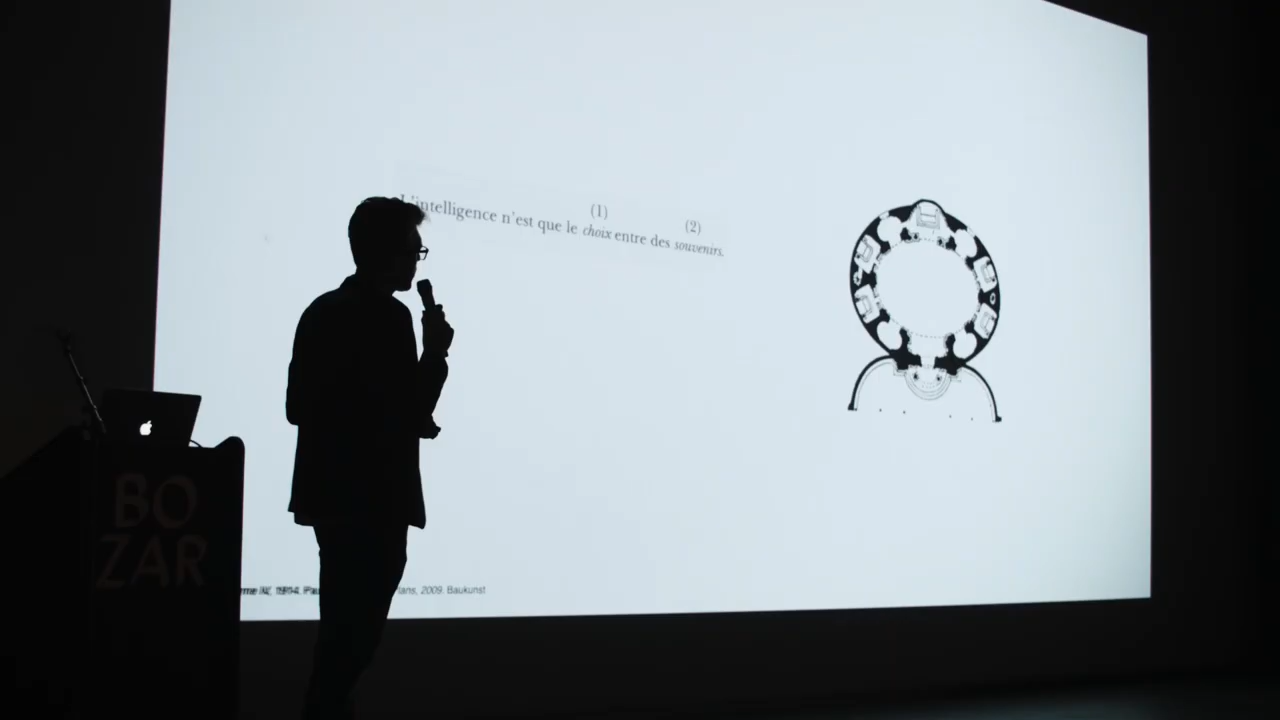 (1)
(2)
L'intelligence n'est que le choix entre des souvenirs.
BO
ZAR
2009. Baukunst